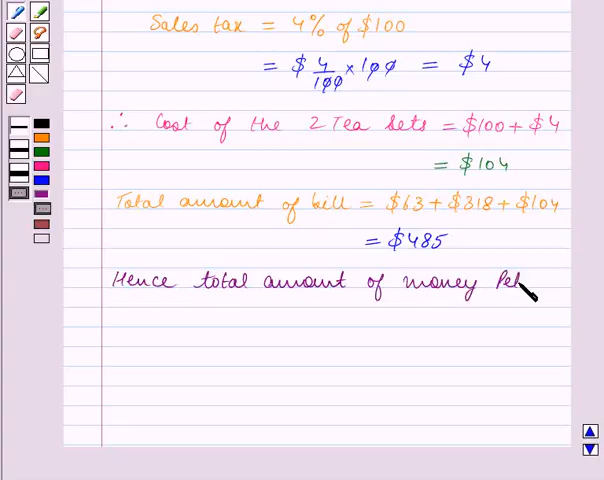 Sales tax = 4% of $100
= $ 4/100 × 100 = $4
∴ Cost of the 2 Tea Sets = $100 + $4
= $104
Total amount of bill = $63 + $318 + $104
= $485
Hence total amount of money Pet